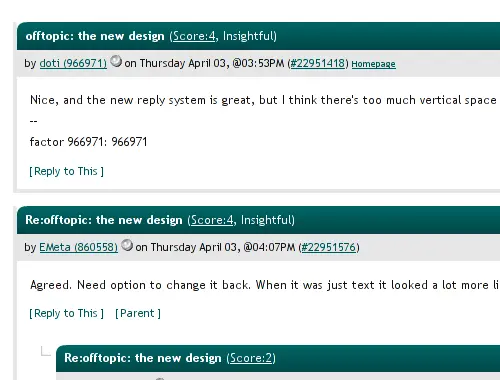 offtopic: the new design (Score:4, Insightful)
by doti (966971) on Thursday April 03, @03:53PM (#22951418) Homepage
Nice, and the new reply system is great, but I think there's too much vertical space
--
factor 966971: 966971
[ Reply to This ]
Re:offtopic: the new design (Score:4, Insightful)
by EMeta (860558) on Thursday April 03, @04:07PM (#22951576)
Agreed. Need option to change it back. When it was just text it looked a lot more li
[ Reply to This ] [ Parent ]
Re:offtopic: the new design (Score:2)